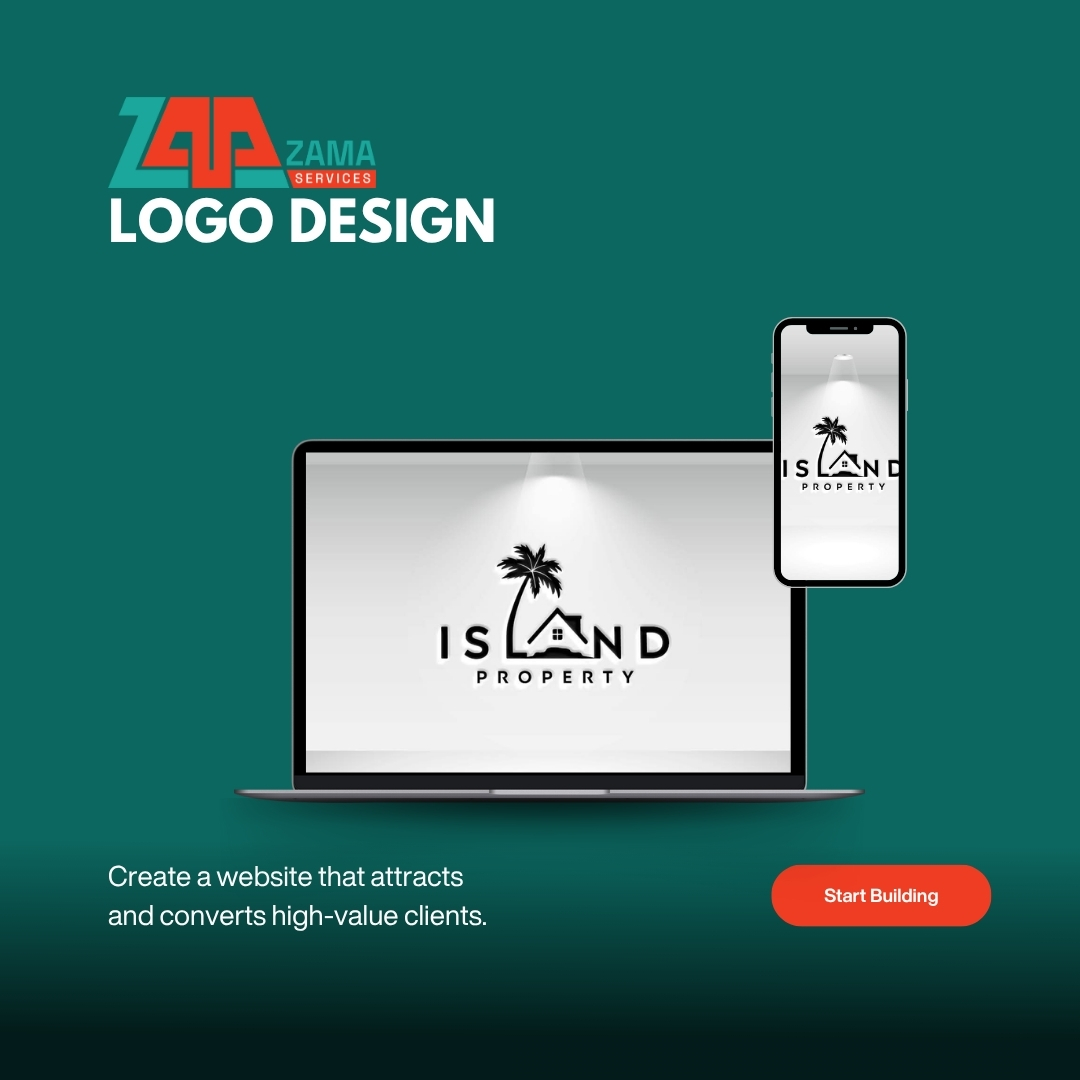 ZAMA
SERVICES
LOGO DESIGN
ISLAND
PROPERTY
ISLAND
PROPERTY
Create a website that attracts
and converts high-value clients.
Start Building